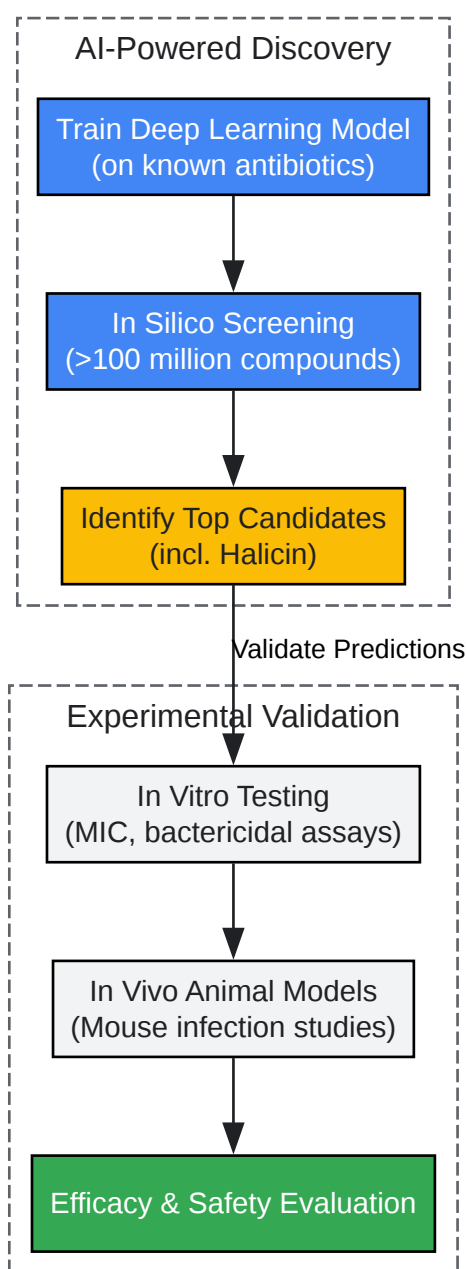 AI-Powered Discovery
Train Deep Learning Model
(on known antibiotics)
In Silico Screening
(>100 million compounds)
Identify Top Candidates
(incl. Halicin)
Validate Predictions
Experimental Validation
In Vitro Testing
(MIC, bactericidal assays)
In Vivo Animal Models
(Mouse infection studies)
Efficacy & Safety Evaluation